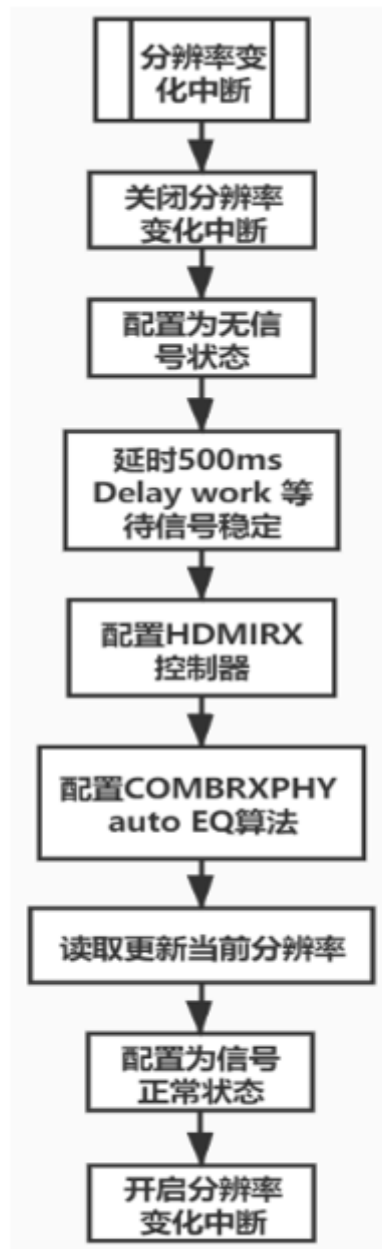 分辨率变
化中断
关闭分辨率
变化中断
配置为无信
号状态
延时500ms
Delay work 等
待信号稳定
配置HDMIRX
控制器
配置COMBRXPHY
auto EQ算法
读取更新当前分辨率
配置为信号
正常状态
开启分辨率
变化中断